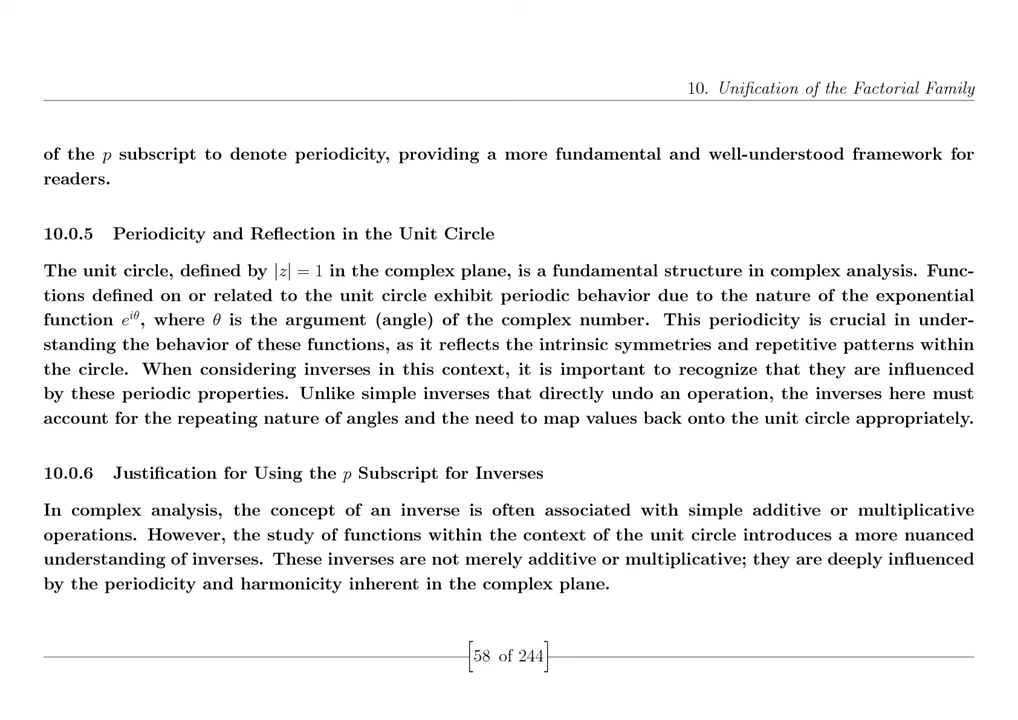 10. Unification of the Factorial Family
of the p subscript to denote periodicity, providing a more fundamental and well-understood framework for
readers.
10.0.5 Periodicity and Reflection in the Unit Circle
The unit circle, defined by |z| = 1 in the complex plane, is a fundamental structure in complex analysis. Func-
tions defined on or related to the unit circle exhibit periodic behavior due to the nature of the exponential
function e^{iθ}, where θ is the argument (angle) of the complex number. This periodicity is crucial in under-
standing the behavior of these functions, as it reflects the intrinsic symmetries and repetitive patterns within
the circle. When considering inverses in this context, it is important to recognize that they are influenced
by these periodic properties. Unlike simple inverses that directly undo an operation, the inverses here must
account for the repeating nature of angles and the need to map values back onto the unit circle appropriately.
10.0.6 Justification for Using the p Subscript for Inverses
In complex analysis, the concept of an inverse is often associated with simple additive or multiplicative
operations. However, the study of functions within the context of the unit circle introduces a more nuanced
understanding of inverses. These inverses are not merely additive or multiplicative; they are deeply influenced
by the periodicity and harmonicity inherent in the complex plane.
[58 of 244]